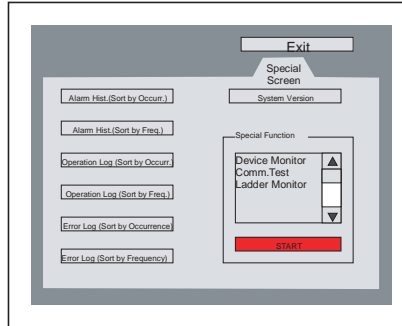 Exit
Special
Screen
Alarm Hist.(Sort by Occurr.)
System Version
Alarm Hist.(Sort by Freq.)
Special Function
Operation Log (Sort by Occurr.)
Device Monitor
Comm.Test
Ladder Monitor
Operation Log (Sort by Freq.)
Error Log (Sort by Occurrence)
START
Error Log (Sort by Frequency)